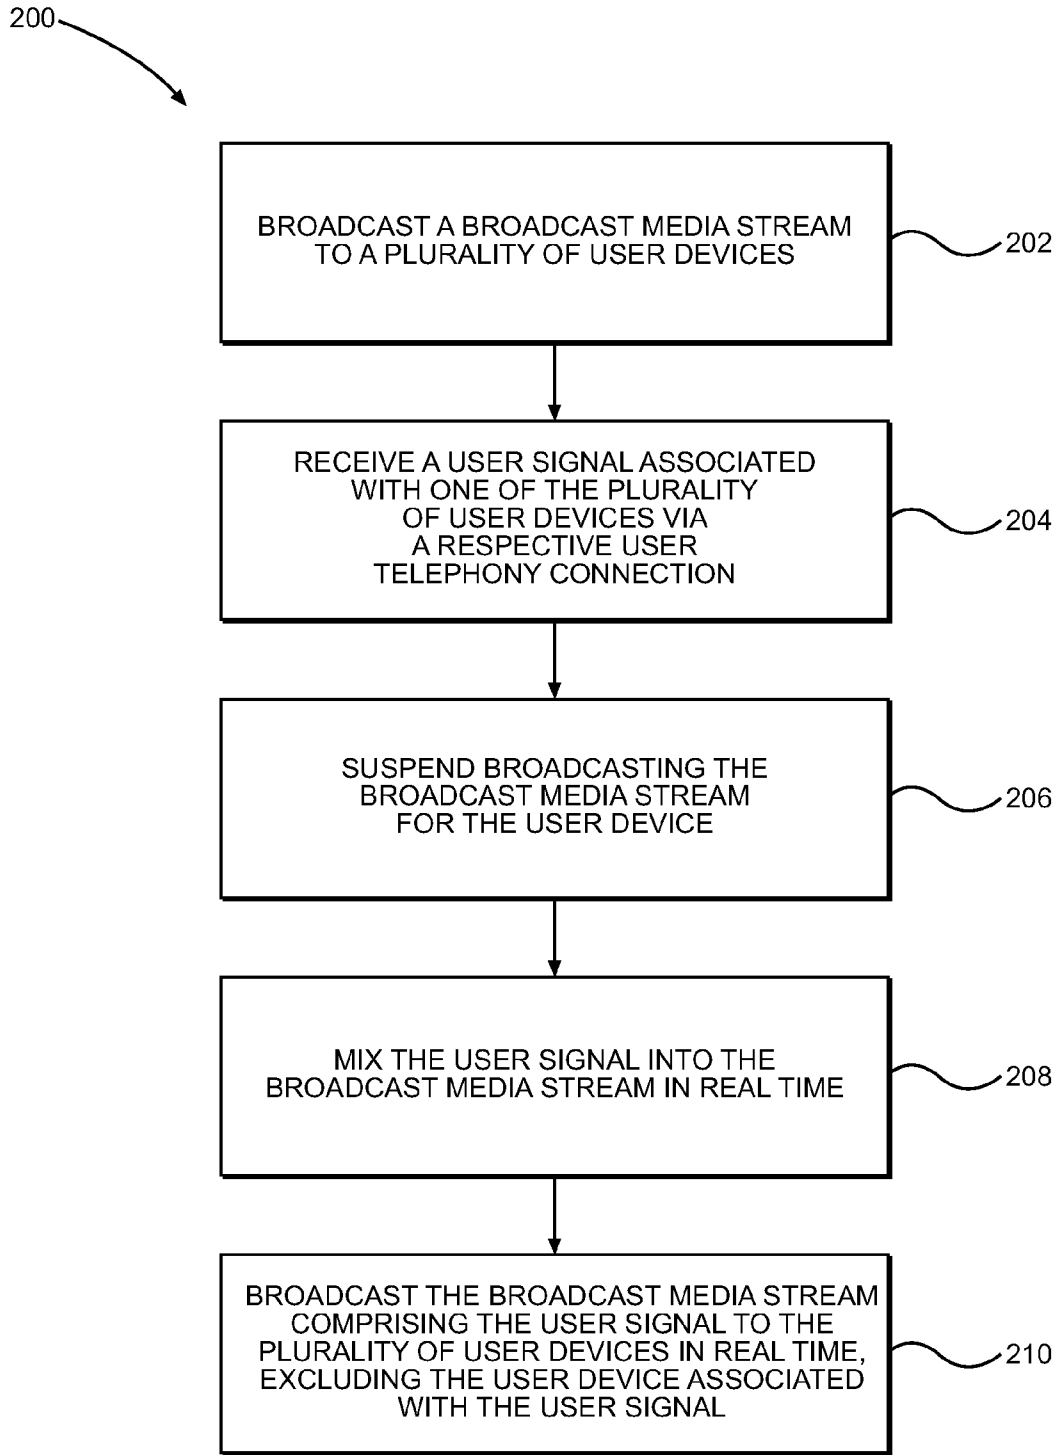 200
BROADCAST A BROADCAST MEDIA STREAM
TO A PLURALITY OF USER DEVICES
202
RECEIVE A USER SIGNAL ASSOCIATED
WITH ONE OF THE PLURALITY
OF USER DEVICES VIA
A RESPECTIVE USER
TELEPHONY CONNECTION
204
SUSPEND BROADCASTING THE
BROADCAST MEDIA STREAM
FOR THE USER DEVICE
206
MIX THE USER SIGNAL INTO THE
BROADCAST MEDIA STREAM IN REAL TIME
208
BROADCAST THE BROADCAST MEDIA STREAM
COMPRISING THE USER SIGNAL TO THE
PLURALITY OF USER DEVICES IN REAL TIME,
EXCLUDING THE USER DEVICE ASSOCIATED
WITH THE USER SIGNAL
210